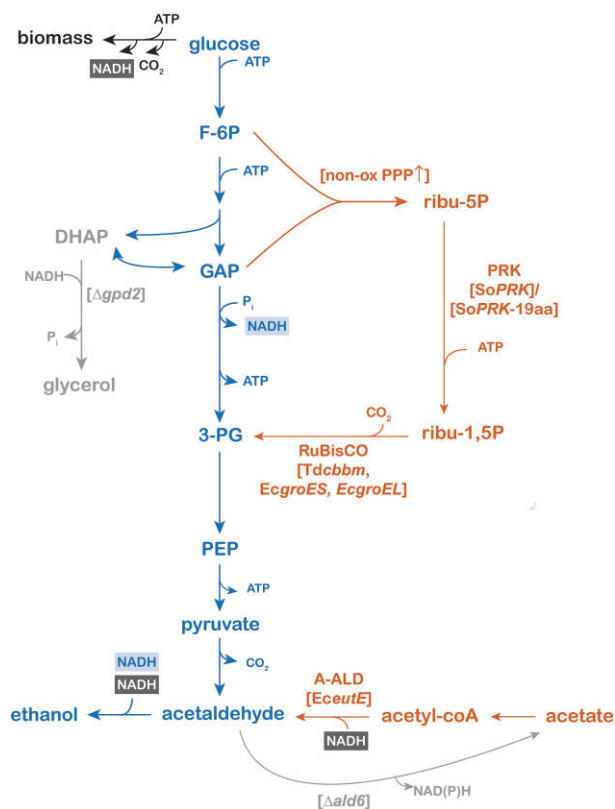 ATP
biomass
glucose
NADH
CO2
ATP
F-6P
ATP
[non-ox PPP↑]
ribu-5P
DHAP
GAP
NADH
[Δgpd2]
Pi
glycerol
Pi
NADH
ATP
PRK
[SoPRK]/
[SoPRK-19aa]
ATP
3-PG
CO2
ribu-1,5P
RuBisCO
[Tdcbbm,
EcgroES, EcgroEL]
PEP
ATP
pyruvate
CO2
NADH
NADH
A-ALD
[EceutE]
ethanol
acetaldehyde
acetyl-coA
acetate
NADH
NAD(P)H
[Δald6]